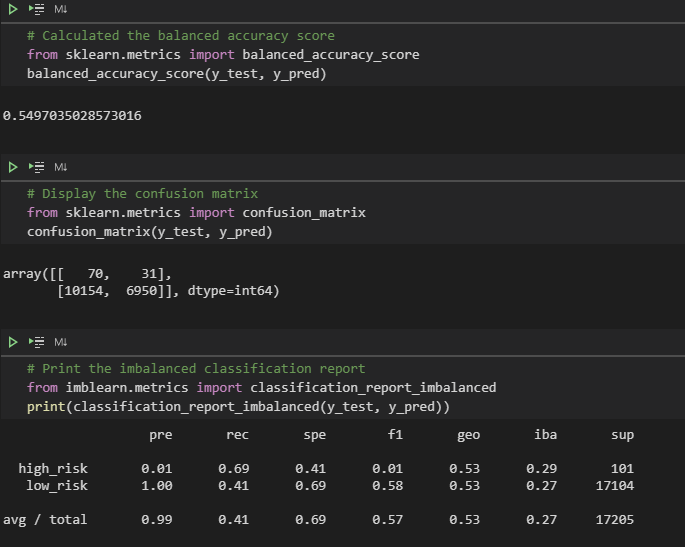 M↓
# Calculated the balanced accuracy score
from sklearn.metrics import balanced_accuracy_score
balanced_accuracy_score(y_test, y_pred)
0.5497035028573016
M↓
# Display the confusion matrix
from sklearn.metrics import confusion_matrix
confusion_matrix(y_test, y_pred)
array([[   70,    31],
       [10154,  6950]], dtype=int64)
M↓
# Print the imbalanced classification report
from imblearn.metrics import classification_report_imbalanced
print(classification_report_imbalanced(y_test, y_pred))
                   pre       rec       spe        f1       geo       iba       sup
  high_risk       0.01      0.69      0.41      0.01      0.53      0.29       101
   low_risk       1.00      0.41      0.69      0.58      0.53      0.27     17104
avg / total       0.99      0.41      0.69      0.57      0.53      0.27     17205